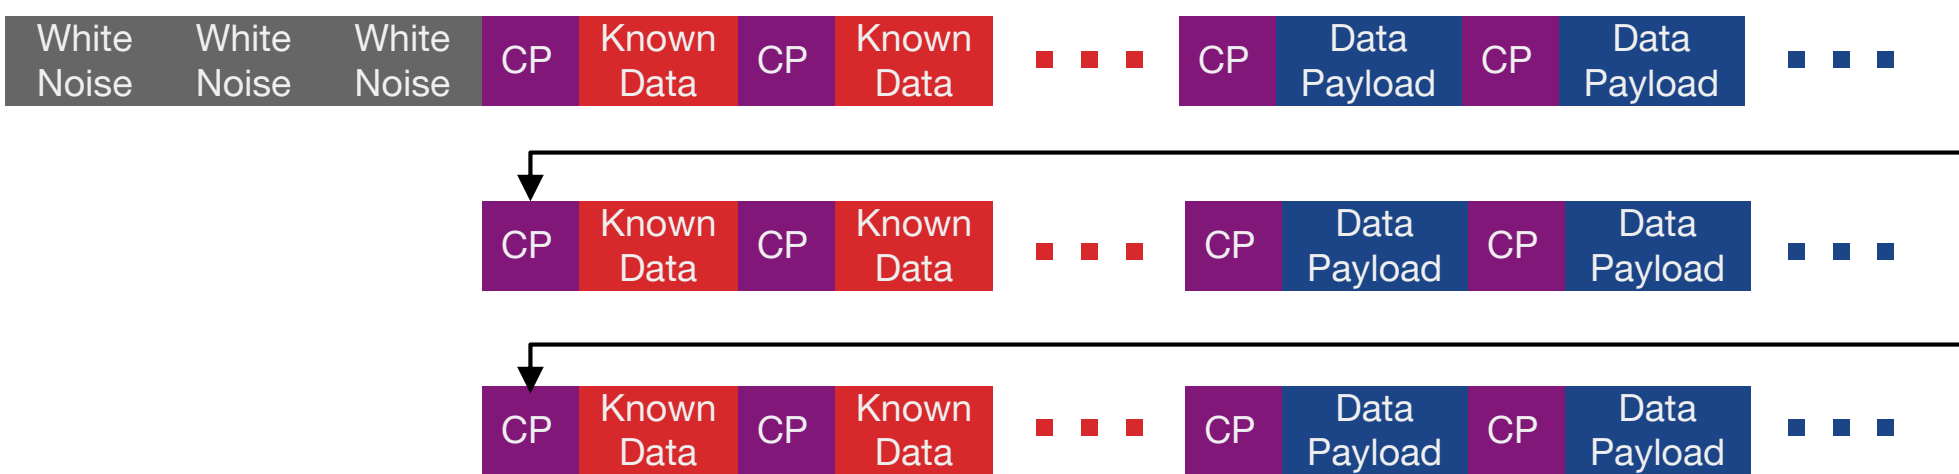 White White White CP Known CP Known CP Data CP Data
Noise Noise Noise Data Data Payload Payload
CP Known CP Known CP Data CP Data
Data Data Payload Payload
CP Known CP Known CP Data CP Data
Data Data Payload Payload